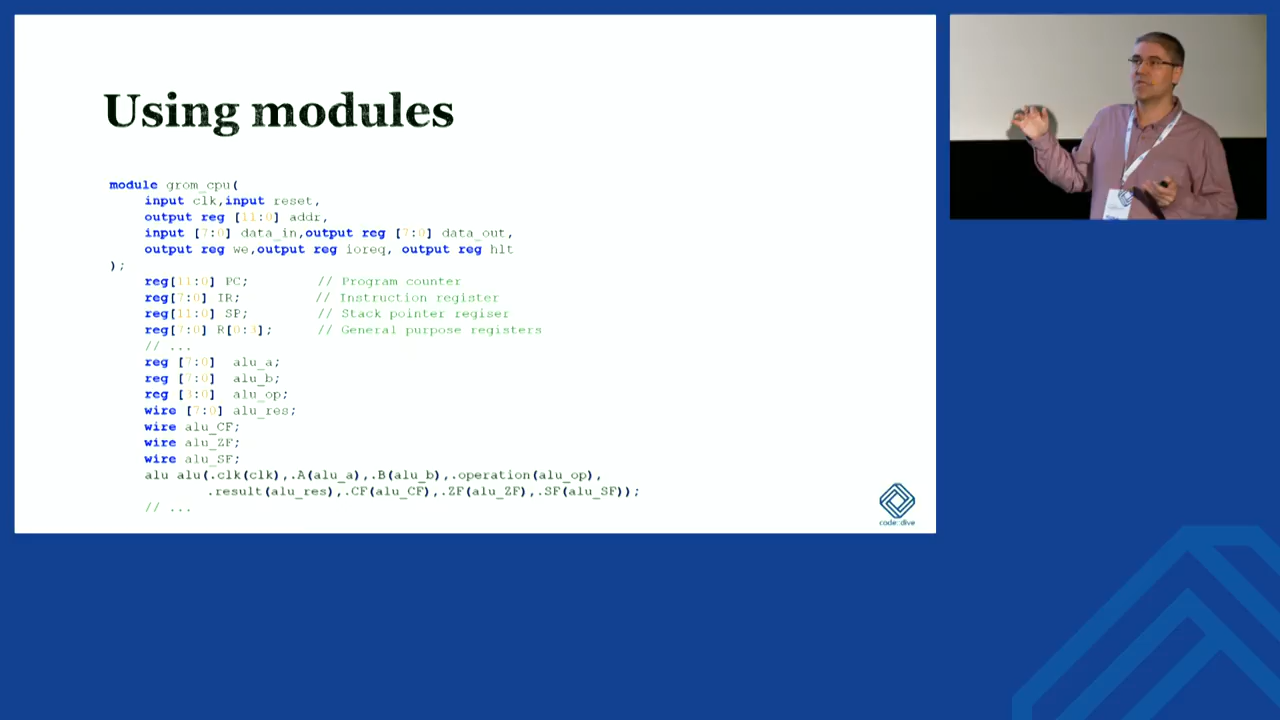 Using modules
module grom_cpu(
input clk,input reset,
output reg [11:0] addr,
input [7:0] data_in,output reg [7:0] data_out,
output reg we,output reg ioreq, output reg hlt
);
reg[11:0] PC; // Program counter
reg[7:0] IR; // Instruction register
reg[11:0] SP; // Stack pointer regiser
reg[7:0] R[0:3]; // General purpose registers
// ...
reg [7:0] alu_a;
reg [7:0] alu_b;
reg [3:0] alu_op;
wire [7:0] alu_res;
wire alu_CF;
wire alu_ZF;
wire alu_SF;
alu alu(.clk(clk),.A(alu_a),.B(alu_b),.operation(alu_op),
.result(alu_res),.CF(alu_CF),.ZF(alu_ZF),.SF(alu_SF));
// ...
code::dive